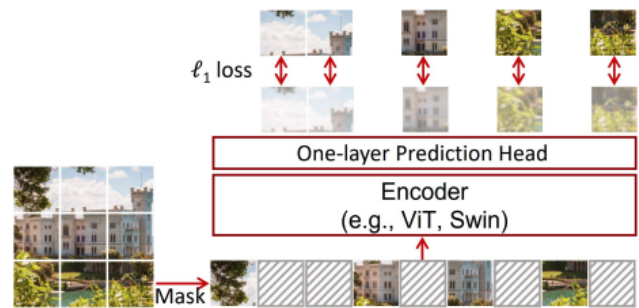 ℓ₁ loss
One-layer Prediction Head
Encoder
(e.g., ViT, Swin)
Mask